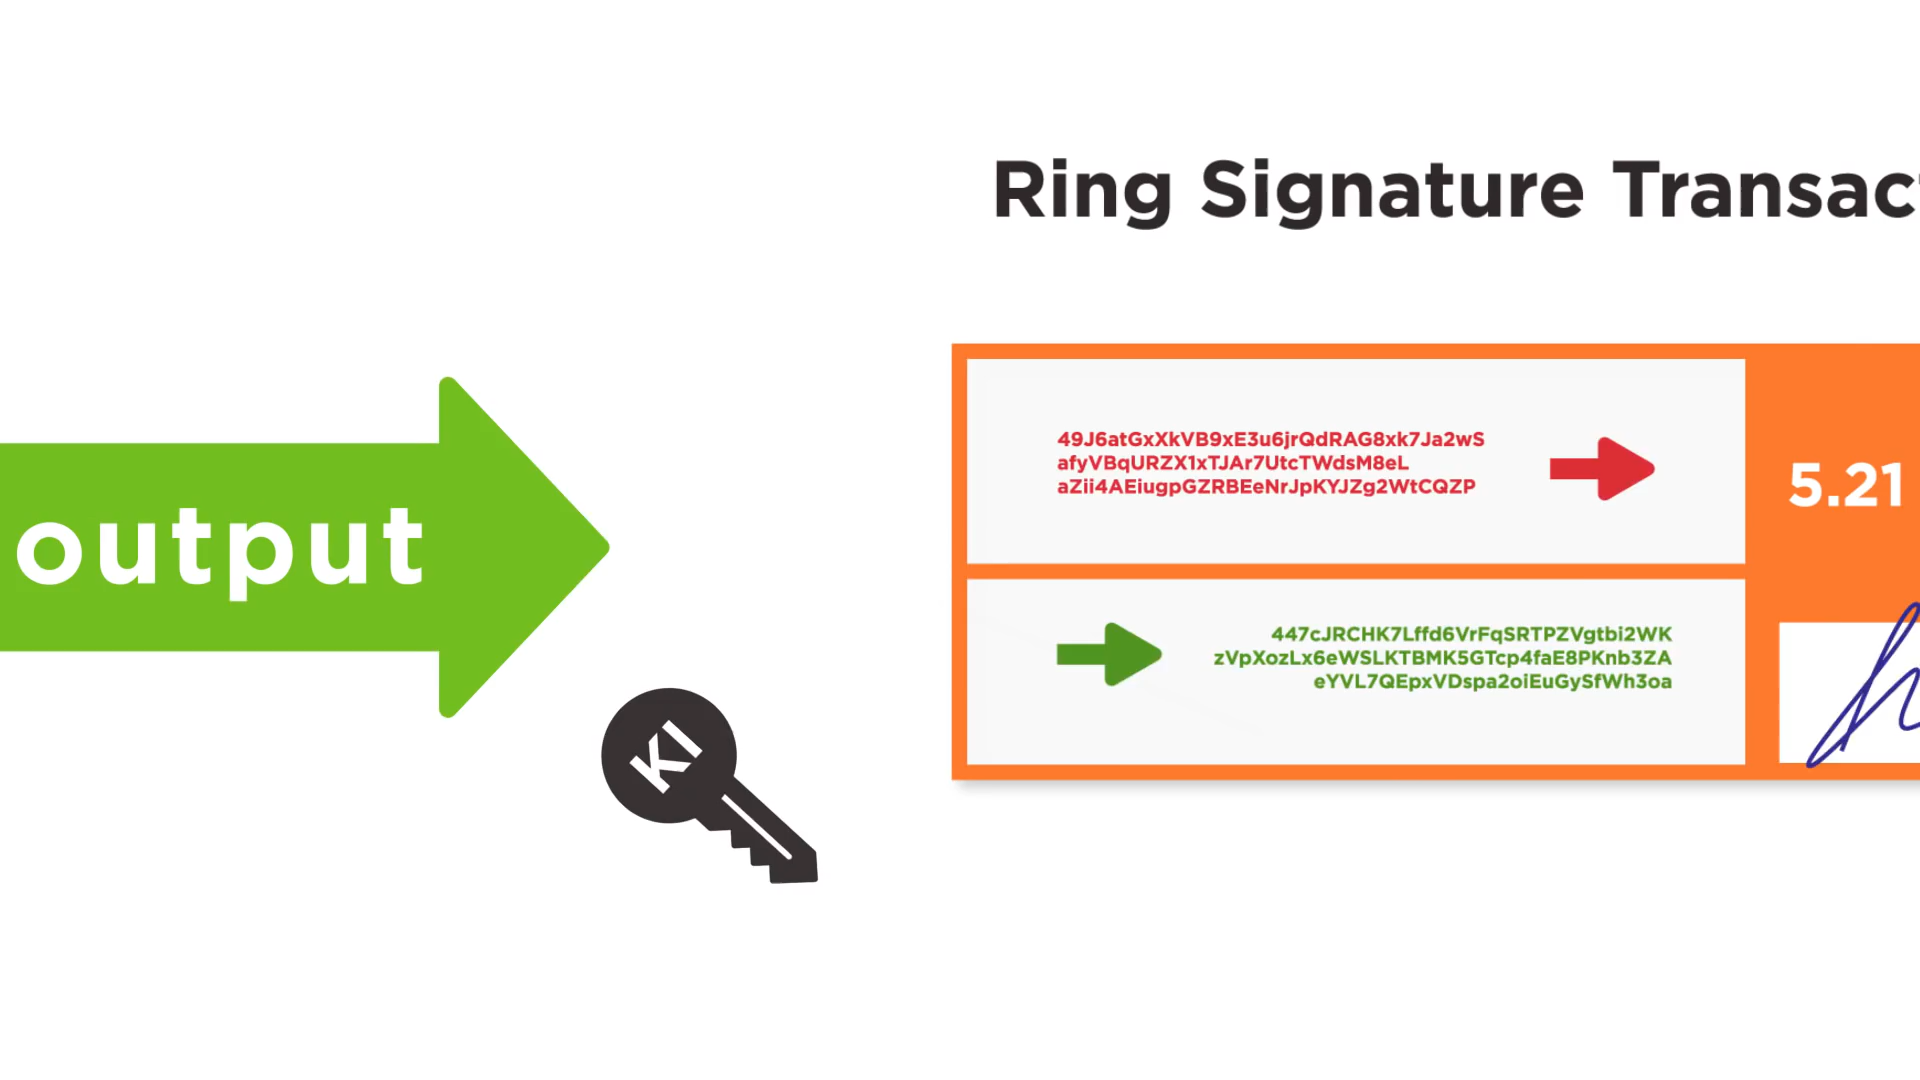 Ring Signature Transac
49J6atGxXkVB9xE3u6jrQdRAG8xk7Ja2wS
afyVBqURZX1xTJAr7UtcTWdsM8eL
aZii4AEiugpGZRBEeNrJpKYJZg2WtCQZP
5.21
output
447cJRCHK7Lffd6VrFqSRTPZVgtbi2WK
zVpXozLx6eWSLKTBMK5GTcp4faE8PKnb3ZA
eYVL7QEpxVDspa2oiEuGySfWh3oa
KI